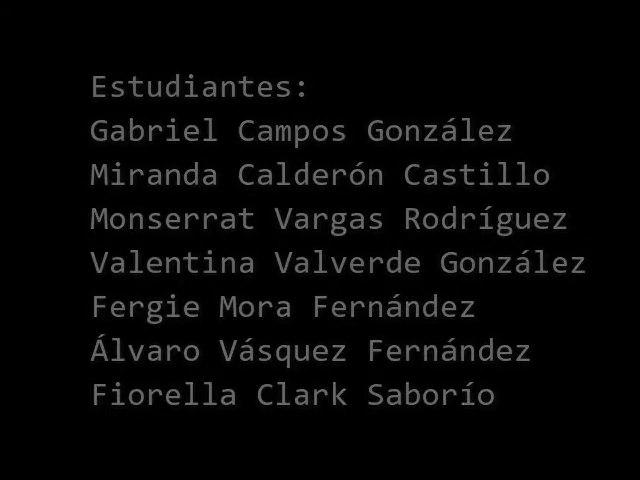 Estudiantes:
Gabriel Campos González
Miranda Calderón Castillo
Monserrat Vargas Rodríguez
Valentina Valverde González
Fergie Mora Fernández
Álvaro Vásquez Fernández
Fiorella Clark Saborío